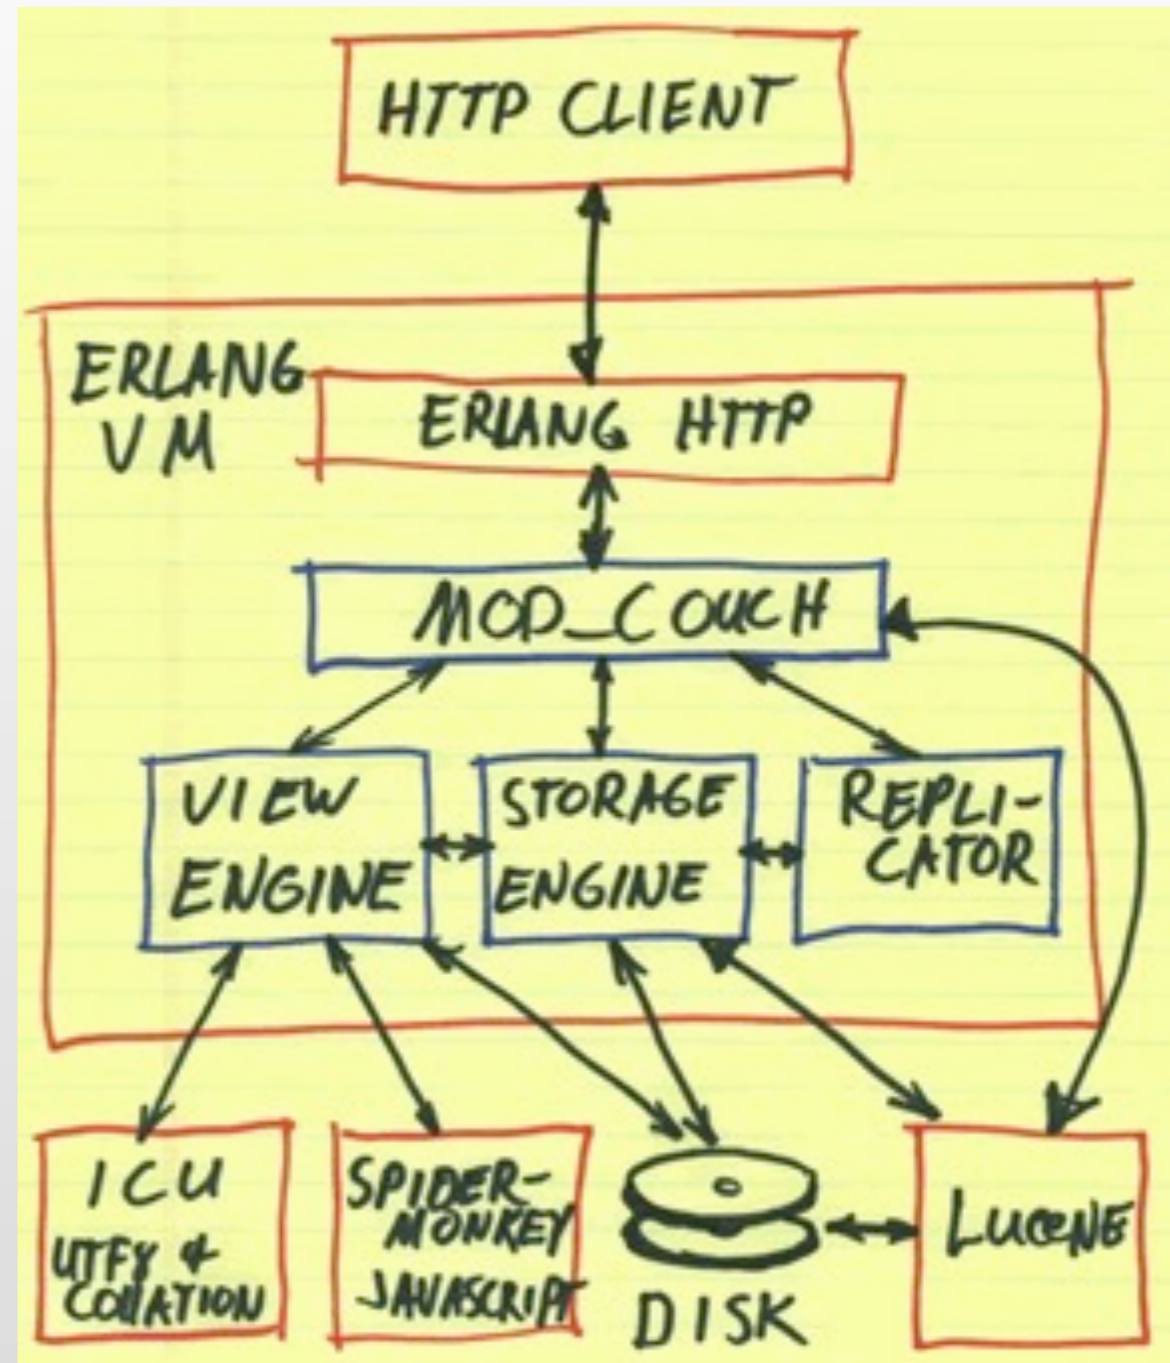 HTTP CLIENT
ERLANG
VM
ERLANG HTTP
MOD_COUCH
VIEW
ENGINE
STORAGE
ENGINE
REPLI-
CATOR
ICU
UTF8 &
COLLATION
SPIDER-
MONKEY
JAVASCRIPT
DISK
LUCENE